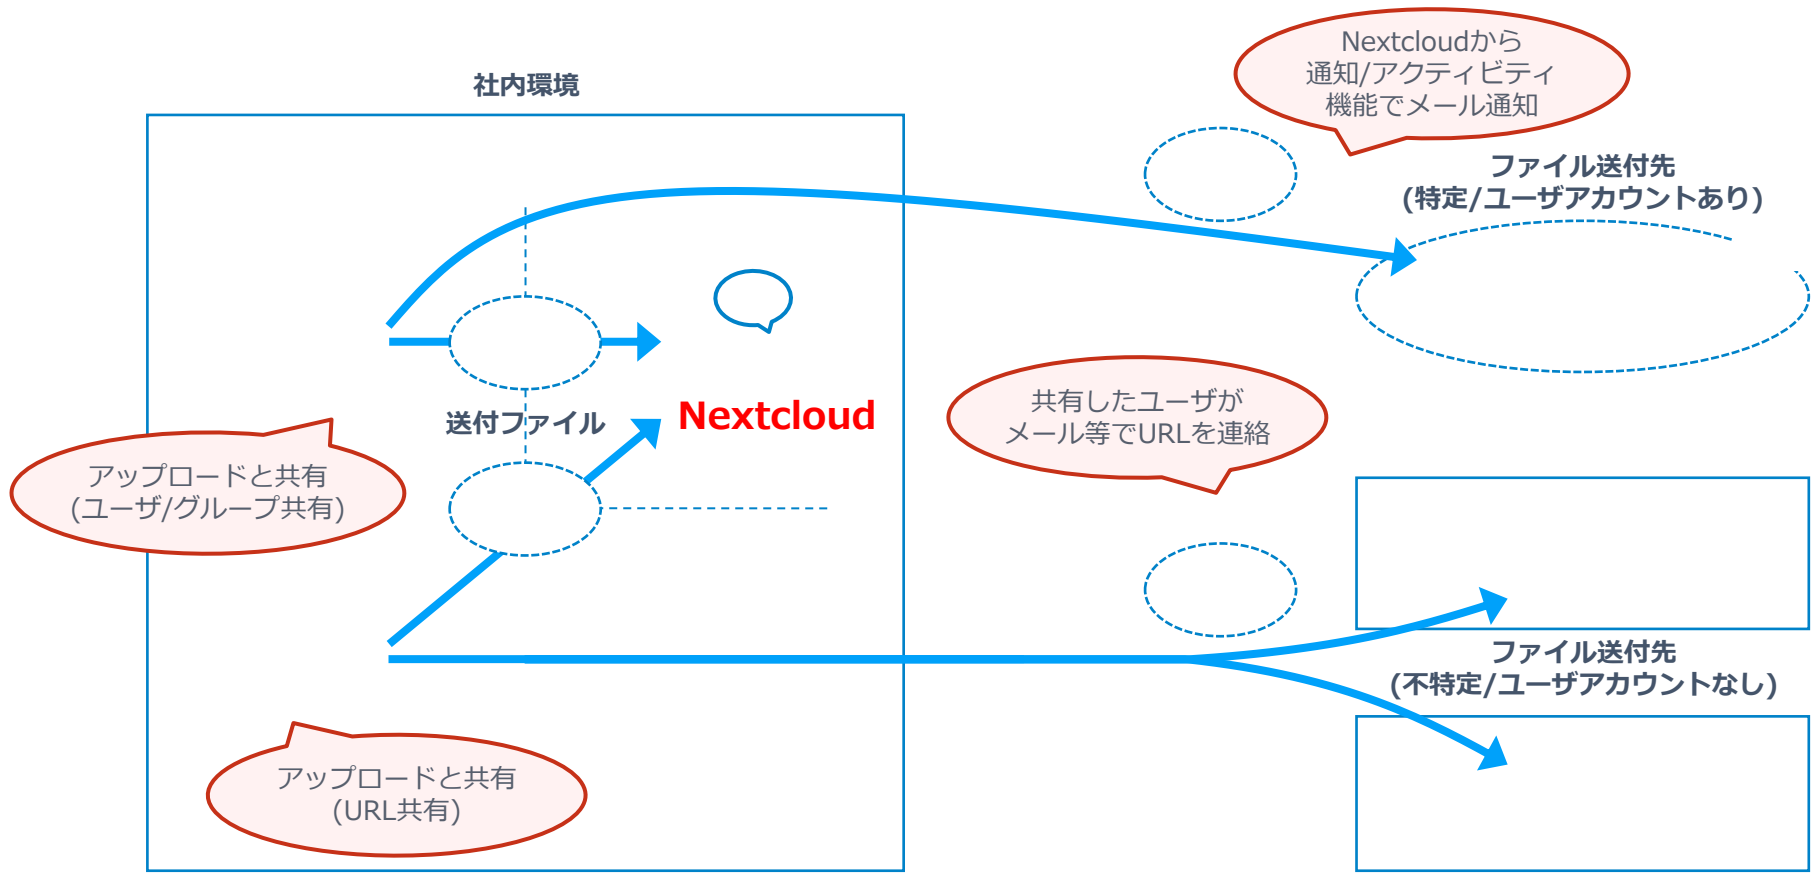 Nextcloudから
通知/アクティビティ
機能でメール通知
社内環境
ファイル送付先
(特定/ユーザアカウントあり)
共有したユーザが
メール等でURLを連絡
送付ファイル
Nextcloud
アップロードと共有
(ユーザ/グループ共有)
ファイル送付先
(不特定/ユーザアカウントなし)
アップロードと共有
(URL共有)